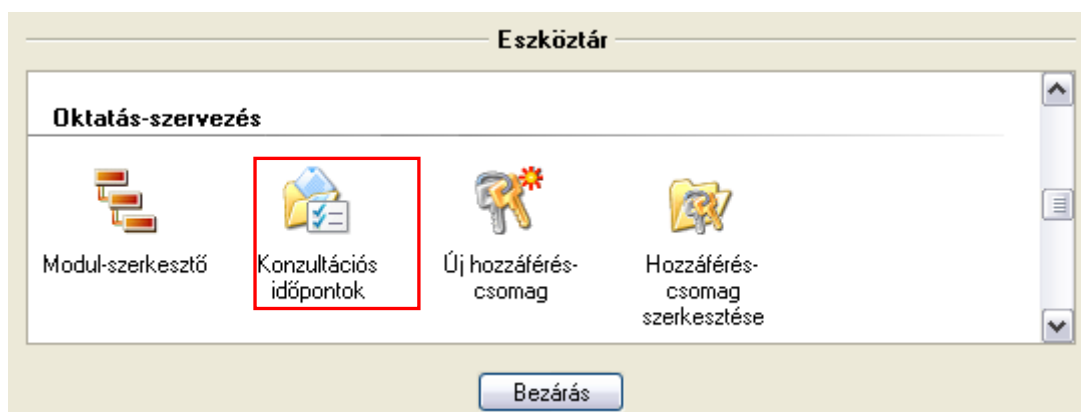 Eszköztár
Oktatás-szervezés
Modul-szerkesztő
Konzultációs
időpontok
Új hozzáférés-
csomag
Hozzáférés-
csomag
szerkesztése
Bezárás